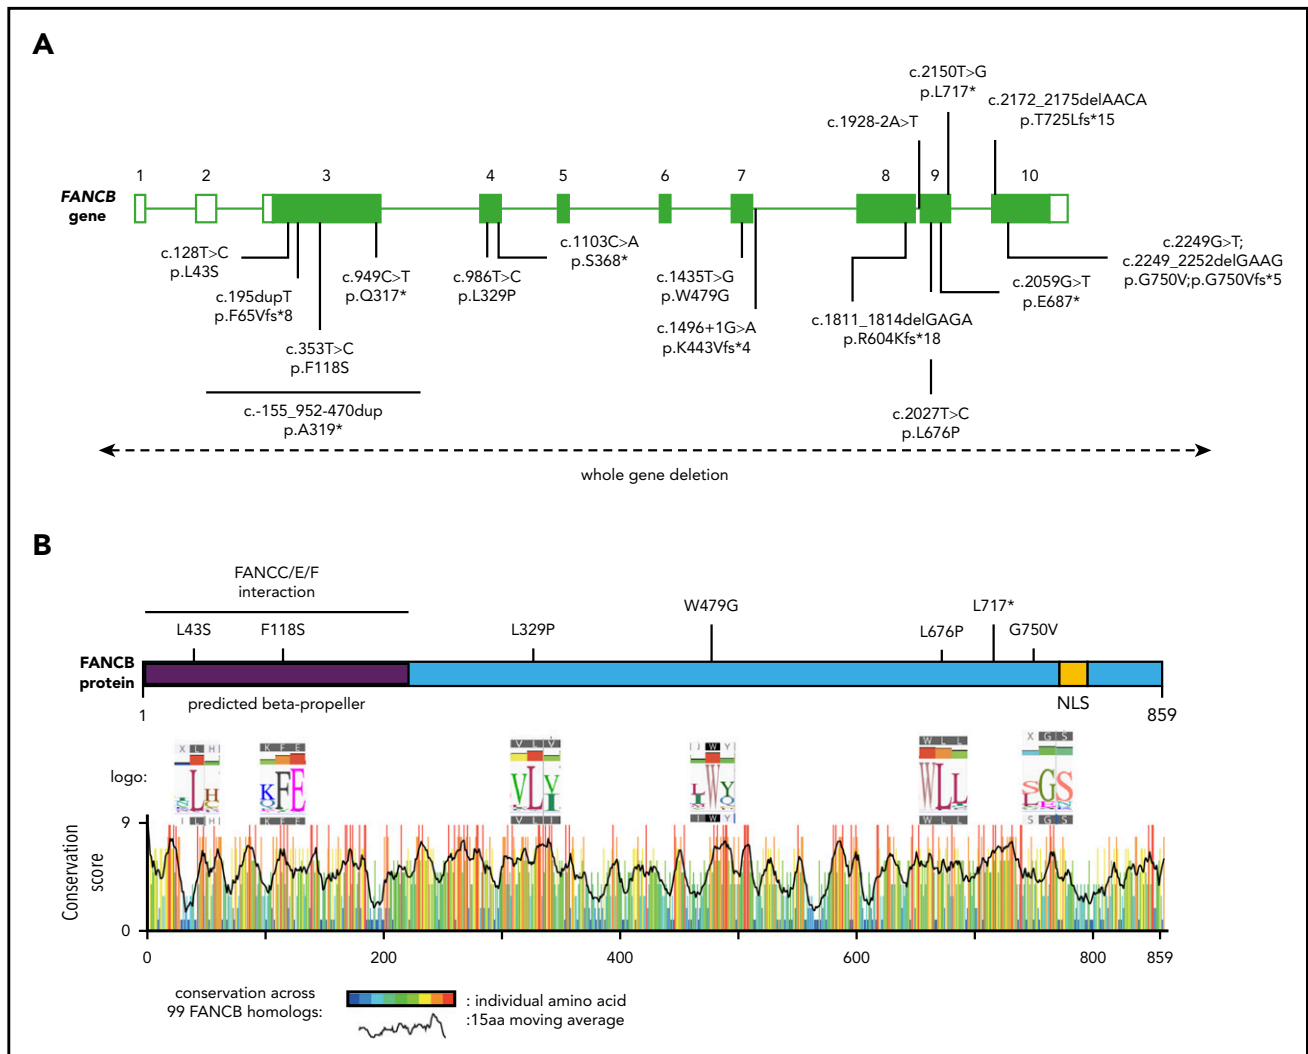 A
c.2150T>G
p.L717*
c.2172_2175delAACA
p.T725Lfs*15
c.1928-2A>T
1 2 3 4 5 6 7 8 9 10
FANCB
gene
c.128T>C
p.L43S
c.195dupT
p.F65Vfs*8
c.353T>C
p.F118S
c.949C>T
p.Q317*
c.986T>C
p.L329P
c.1103C>A
p.S368*
c.1435T>G
p.W479G
c.1496+1G>A
p.K443Vfs*4
c.1811_1814delGAGA
p.R604Kfs*18
c.2059G>T
p.E687*
c.2249G>T;
c.2249_2252delGAAG
p.G750V;p.G750Vfs*5
c.2027T>C
p.L676P
c.-155_952-470dup
p.A319*
whole gene deletion
B
FANCC/E/F
interaction
L43S F118S L329P W479G L676P L717* G750V
FANCB
protein
predicted beta-propeller
NLS
1 859
X L H K F E V L V I W Y W L L X G S
logo:
I L H K F E V L I I W Y W L L S G S
Conservation
score
9
0
0 200 400 600 800 859
conservation across
99 FANCB homologs:
: individual amino acid
:15aa moving average